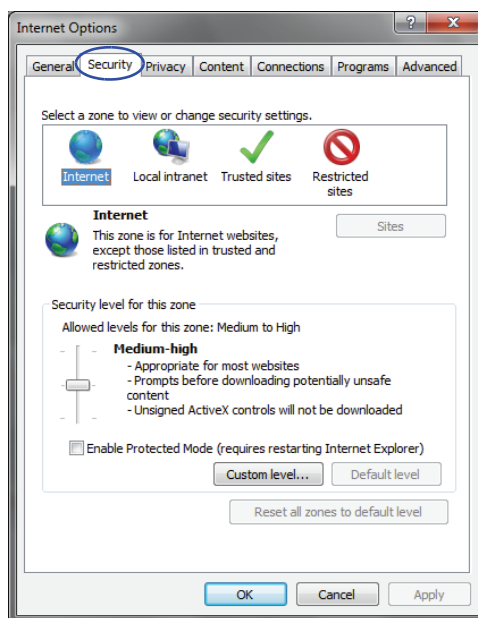 Internet Options
?
X
General Security Privacy Content Connections Programs Advanced
Select a zone to view or change security settings.
Internet Local intranet Trusted sites Restricted
sites
Internet
Sites
This zone is for Internet websites,
except those listed in trusted and
restricted zones.
Security level for this zone
Allowed levels for this zone: Medium to High
Medium-high
- Appropriate for most websites
- Prompts before downloading potentially unsafe
content
- Unsigned ActiveX controls will not be downloaded
Enable Protected Mode (requires restarting Internet Explorer)
Custom level... Default level
Reset all zones to default level
OK Cancel Apply